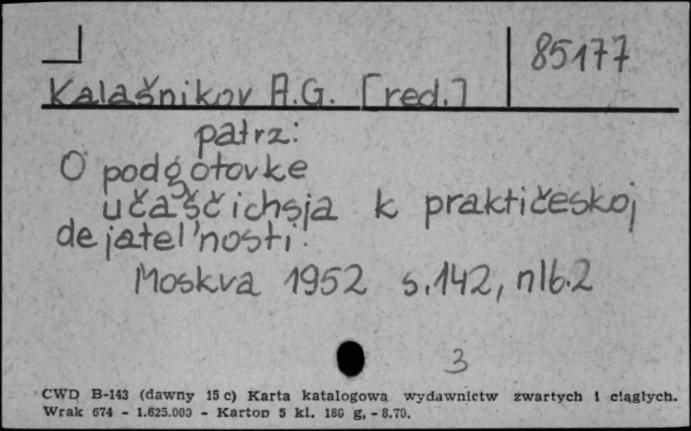 85177
Kalašnikov A.G. [red.]
patrz:
O podgotovke
učaščichsja k praktičeskoj
dejatel'nosti.
Moskva 1952 s.142, nlb.2
3
CWD B-143 (dawny 15 c) Karta katalogowa wydawnictw zwartych i ciągłych.
Wrak 674 - 1.625.000 - Karton 5 kl. 180 g, - 8.70.